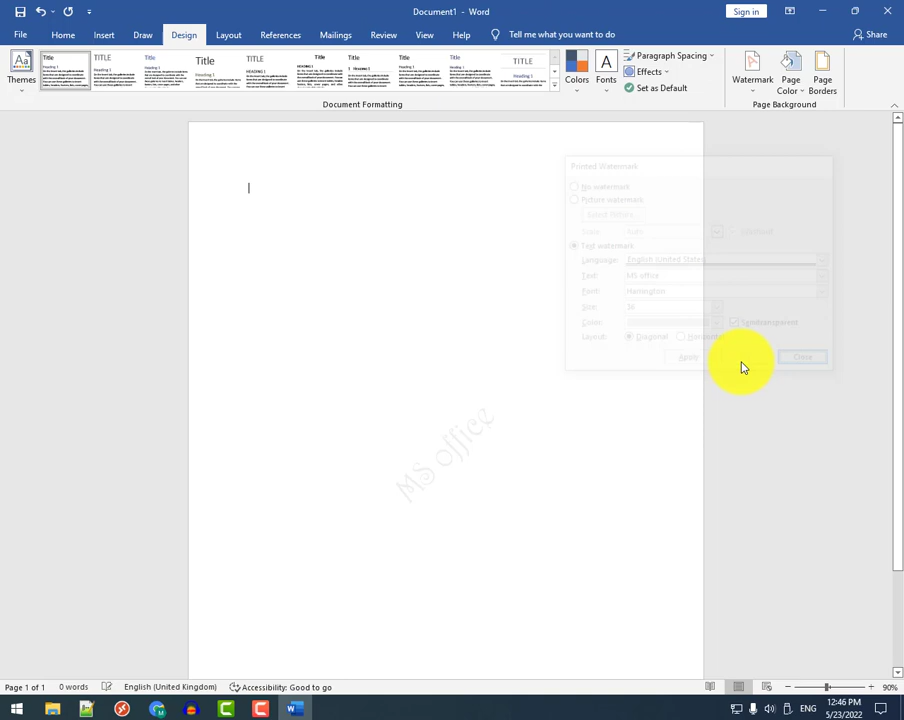 Document1 - Word
Sign in
File Home Insert Draw Design Layout References Mailings Review View Help Tell me what you want to do Share
Themes
Title
Heading 1
TITLE
Heading 1
Title
Heading 1
Title
Heading 1
TITLE
HEADING 1
Title
HEADING 1
Title
1 Heading 1
Title
Heading 1
Title
Heading 1
TITLE
Heading 1
Colors
Fonts
Paragraph Spacing
Effects
Set as Default
Watermark
Page Color
Page Borders
Document Formatting
Page Background
Printed Watermark
No watermark
Picture watermark
Select Picture...
Scale: Auto Washout
Text watermark
Language: English (United States)
Text: MS office
Font: Harrington
Size: 36
Color: Semitransparent
Layout: Diagonal
Apply Close
MS office
Page 1 of 1 0 words English (United Kingdom) Accessibility: Good to go 90%
ENG
12:46 PM
5/23/2022